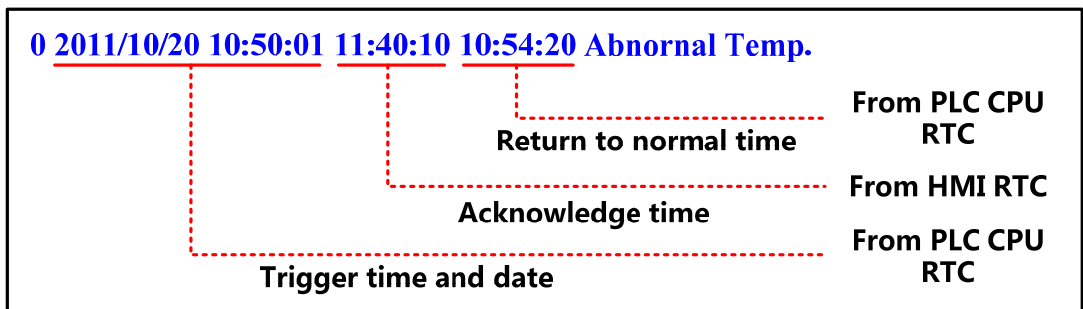 0 2011/10/20 10:50:01 11:40:10 10:54:20 Abnornal Temp.
From PLC CPU
RTC
Return to normal time
From HMI RTC
Acknowledge time
From PLC CPU
RTC
Trigger time and date